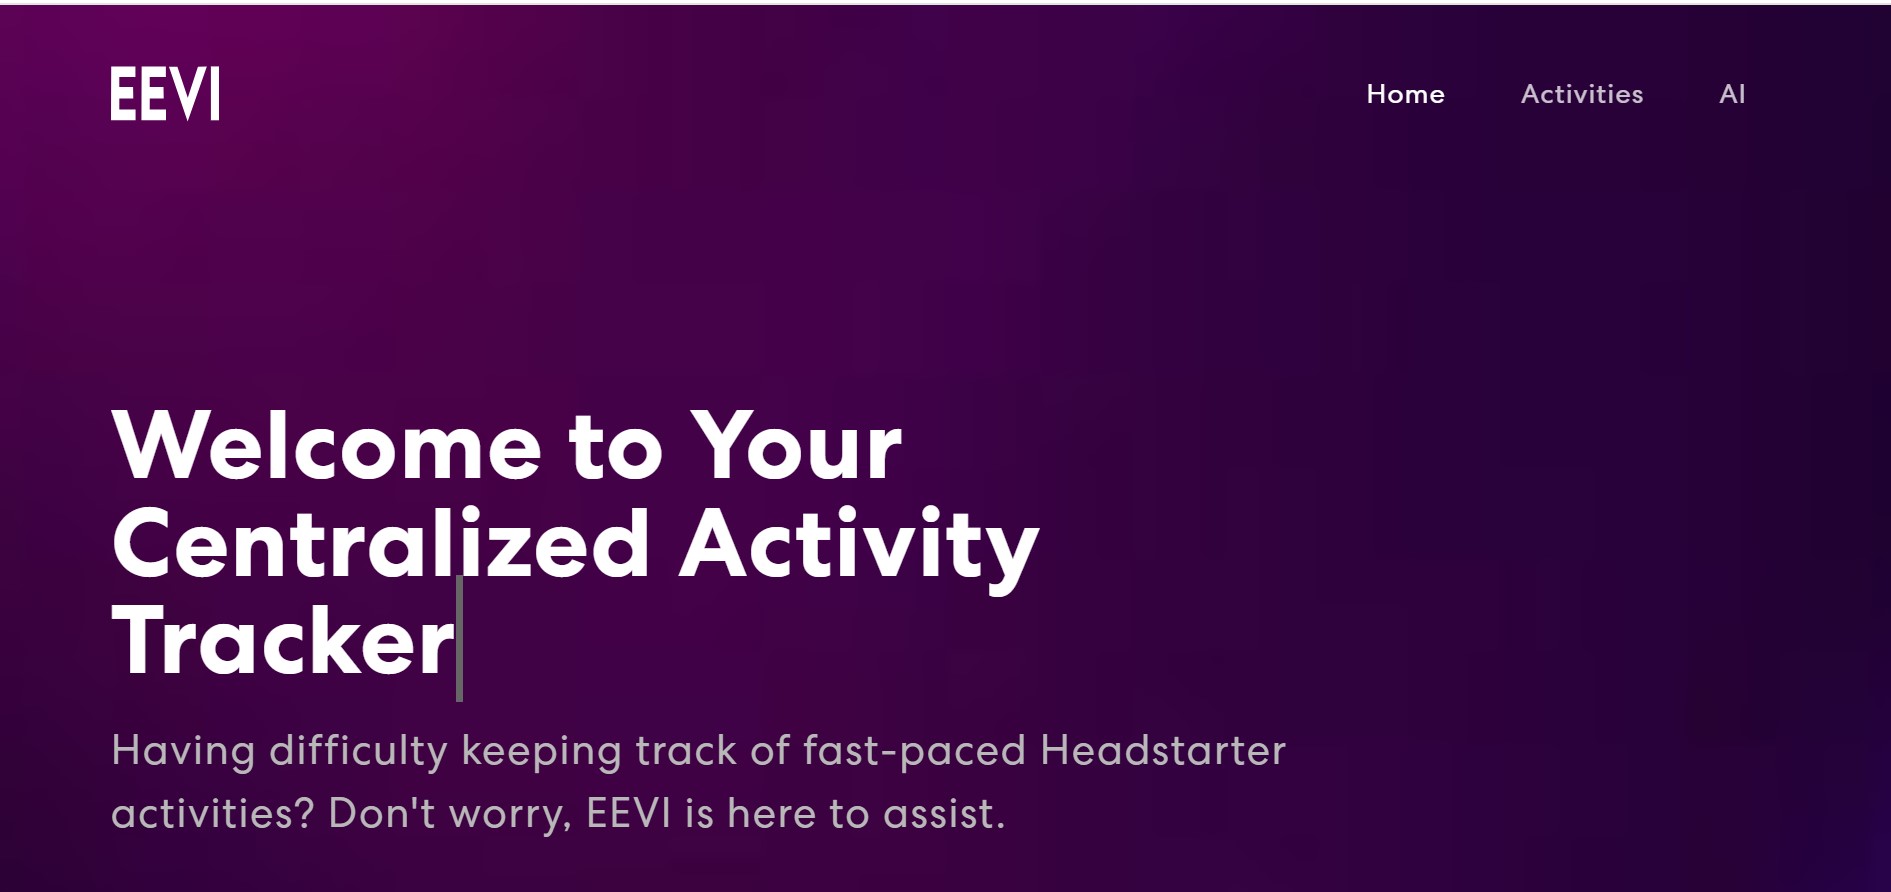 EEVI
Home Activities AI
Welcome to Your
Centralized Activity
Tracker
Having difficulty keeping track of fast-paced Headstarter
activities? Don't worry, EEVI is here to assist.